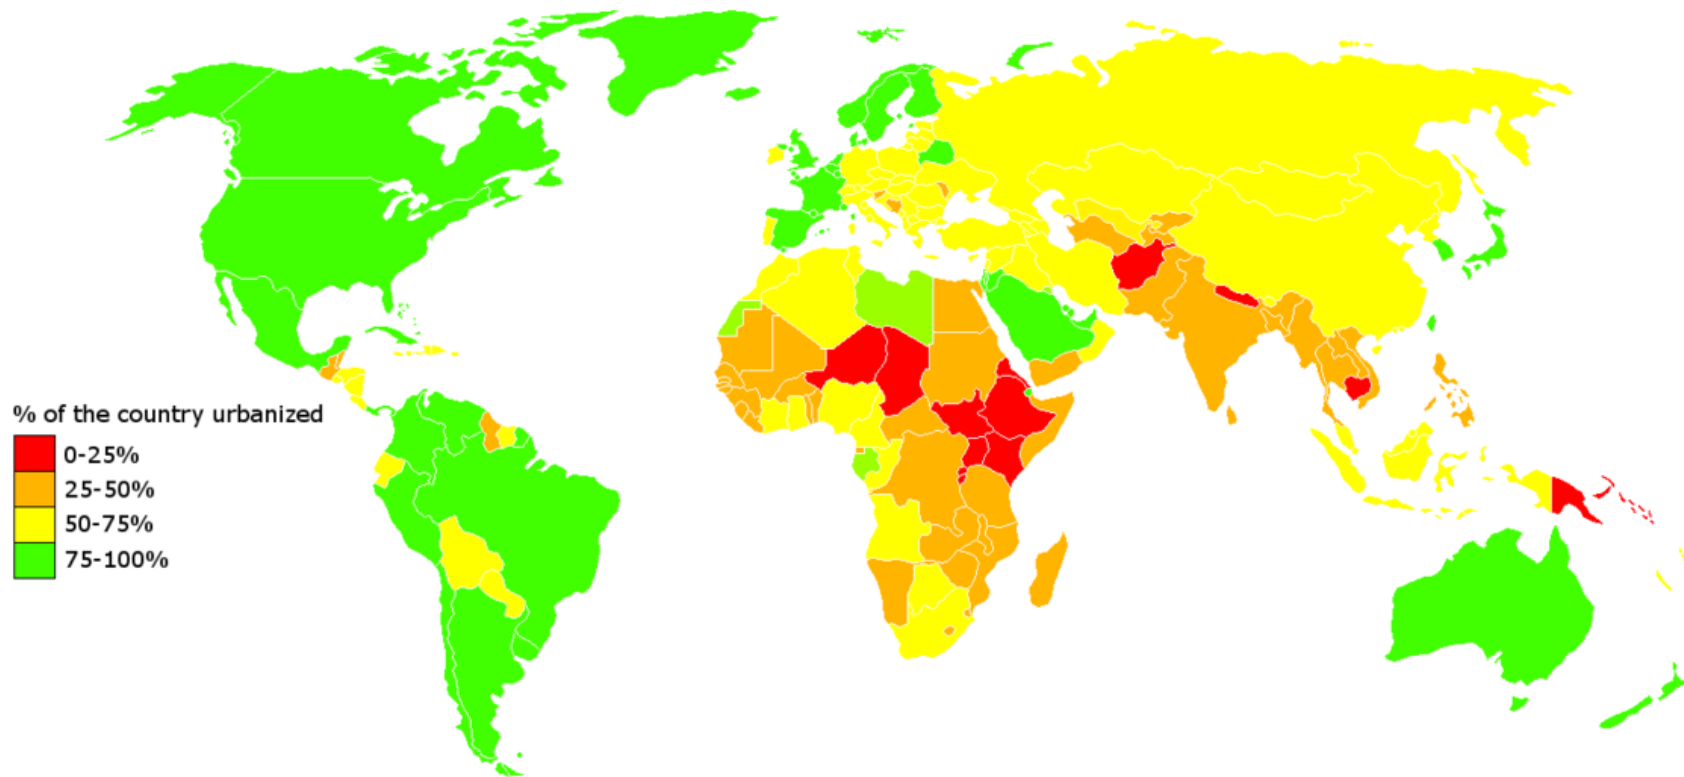 % of the country urbanized
0-25%
25-50%
50-75%
75-100%